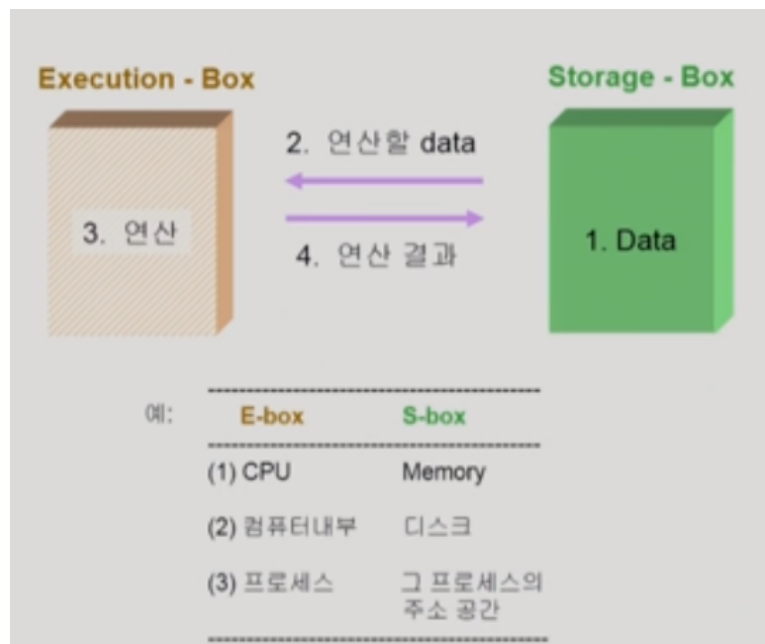 Execution - Box
Storage - Box
2. 연산할 data
3. 연산
1. Data
4. 연산 결과
예:
E-box S-box
(1) CPU Memory
(2) 컴퓨터내부 디스크
(3) 프로세스 그 프로세스의
주소 공간